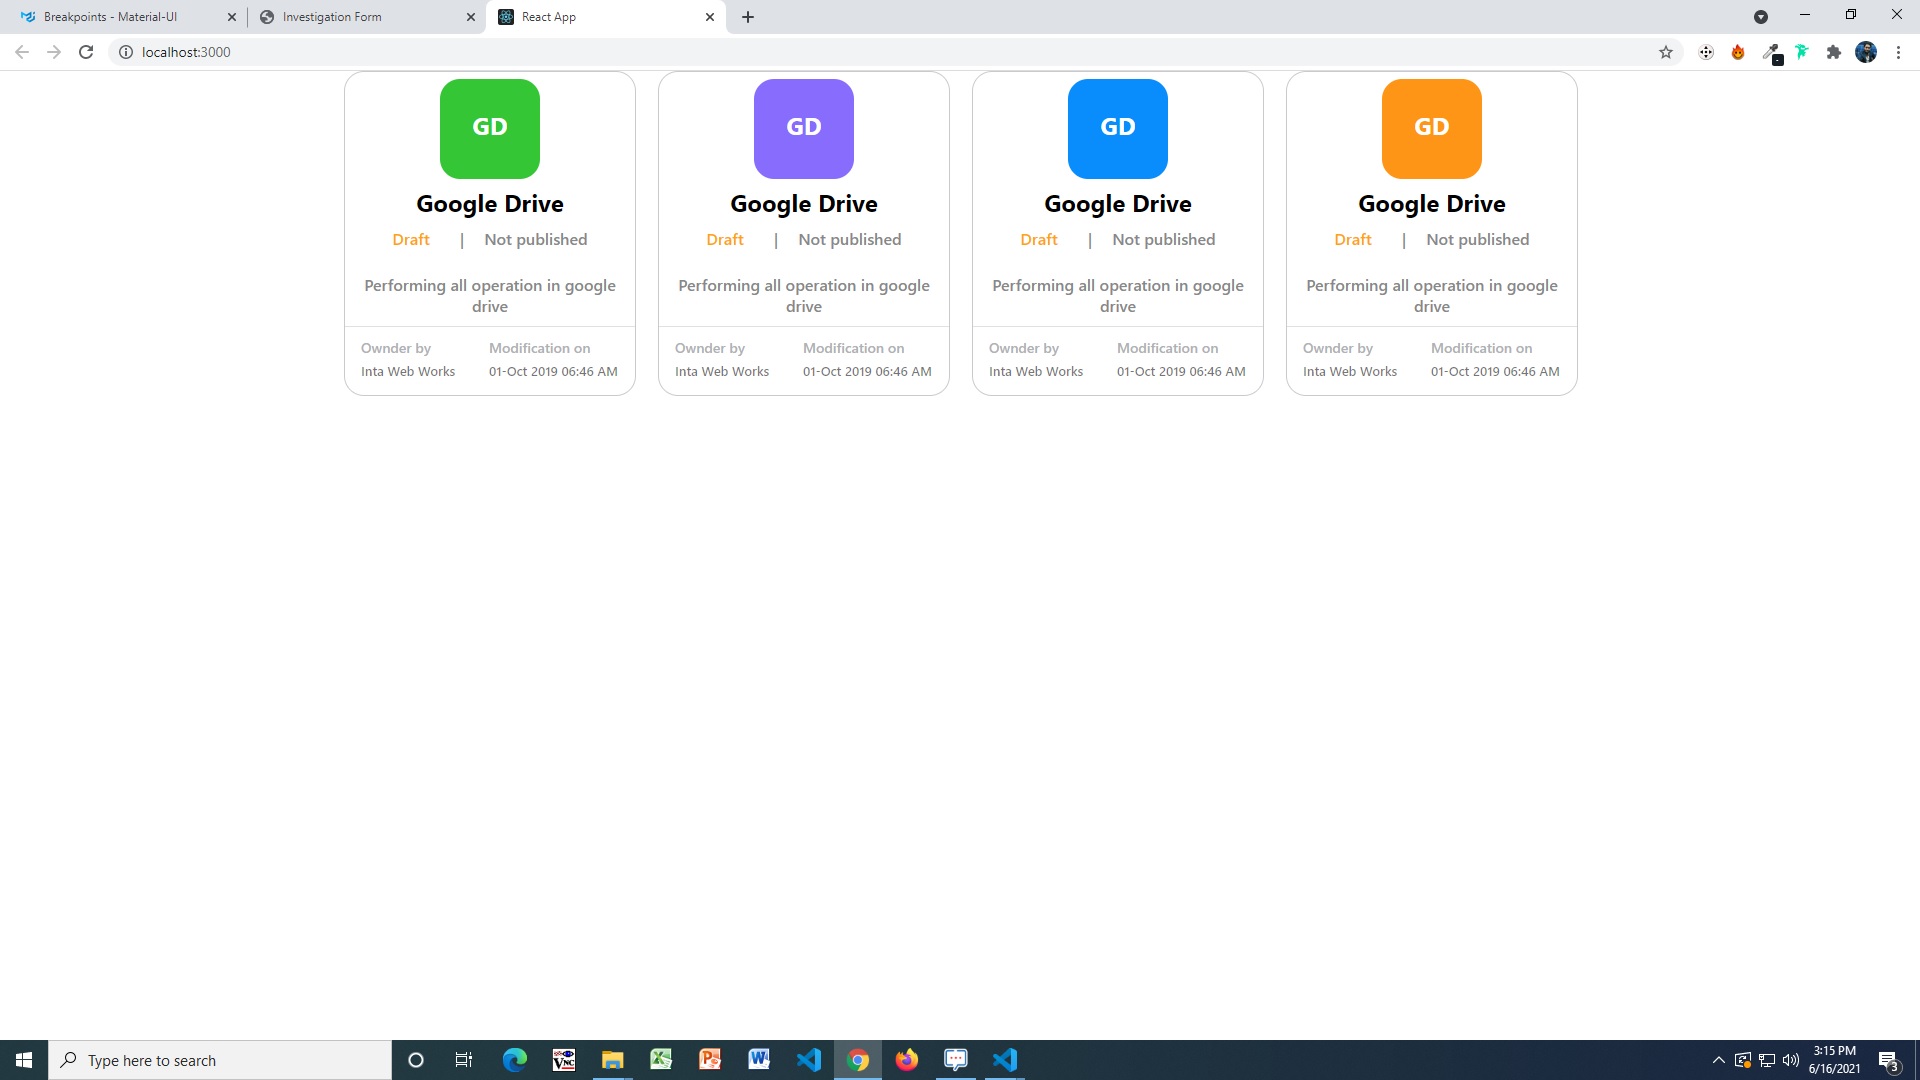 Breakpoints - Material-UI
Investigation Form
React App
localhost:3000
GD
Google Drive
Draft | Not published
Performing all operation in google
drive
Ownder by Modification on
Inta Web Works 01-Oct 2019 06:46 AM
GD
Google Drive
Draft | Not published
Performing all operation in google
drive
Ownder by Modification on
Inta Web Works 01-Oct 2019 06:46 AM
GD
Google Drive
Draft | Not published
Performing all operation in google
drive
Ownder by Modification on
Inta Web Works 01-Oct 2019 06:46 AM
GD
Google Drive
Draft | Not published
Performing all operation in google
drive
Ownder by Modification on
Inta Web Works 01-Oct 2019 06:46 AM
Type here to search
VNC
3:15 PM
6/16/2021
3